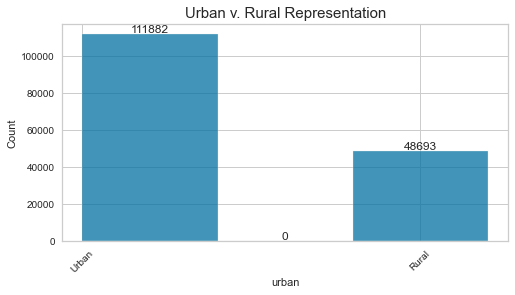 Urban v. Rural Representation
111882
100000
80000
60000
48693
40000
20000
0
0
Count
Urban
Rural
urban